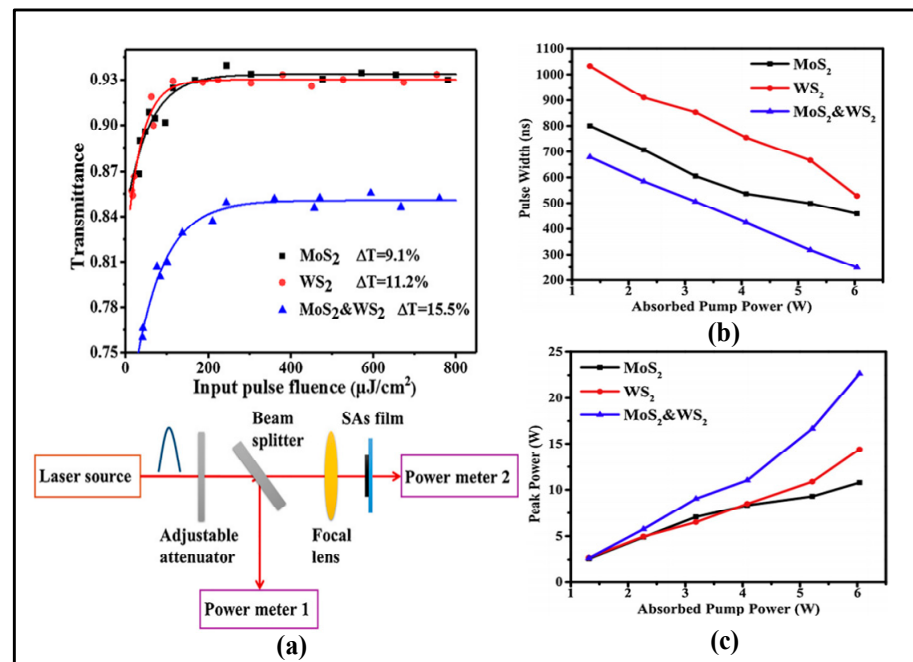 0.93
0.90
0.87
0.84
0.81
0.78
0.75
Transmittance
MoS₂ ΔT=9.1%
WS₂ ΔT=11.2%
MoS₂&WS₂ ΔT=15.5%
0 200 400 600 800
Input pulse fluence (μJ/cm²)
Beam
splitter
SAs film
Laser source
Power meter 2
Adjustable
attenuator
Focal
lens
Power meter 1
(a)
1100
1000
900
800
700
600
500
400
300
200
Pulse Width (ns)
MoS₂
WS₂
MoS₂&WS₂
1 2 3 4 5 6
Absorbed Pump Power (W)
(b)
25
20
15
10
5
0
Peak Power (W)
MoS₂
WS₂
MoS₂&WS₂
1 2 3 4 5 6
Absorbed Pump Power (W)
(c)